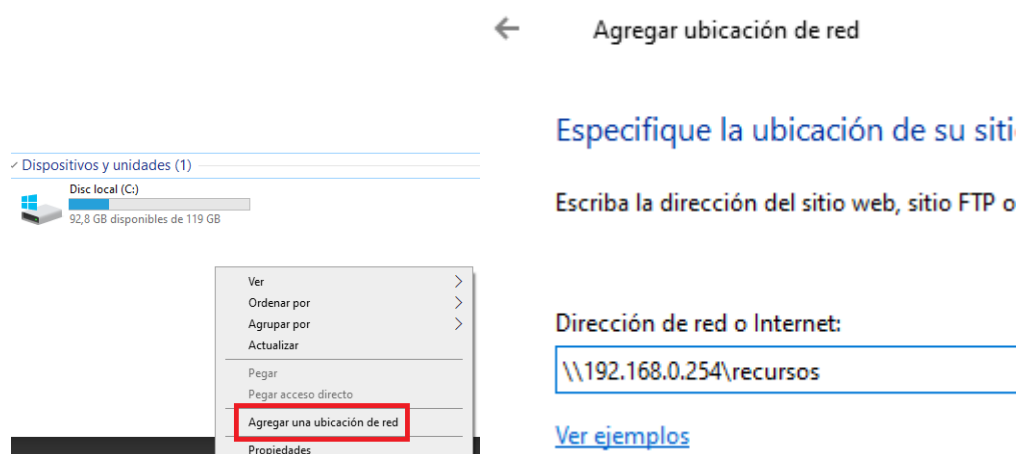 Dispositivos y unidades (1)
Disc local (C:)
92,8 GB disponibles de 119 GB
Ver
Ordenar por
Agrupar por
Actualizar
Pegar
Pegar acceso directo
Agregar una ubicación de red
Propiedades
Agregar ubicación de red
Especifique la ubicación de su siti
Escriba la dirección del sitio web, sitio FTP o
Dirección de red o Internet:
\\192.168.0.254\recursos
Ver ejemplos